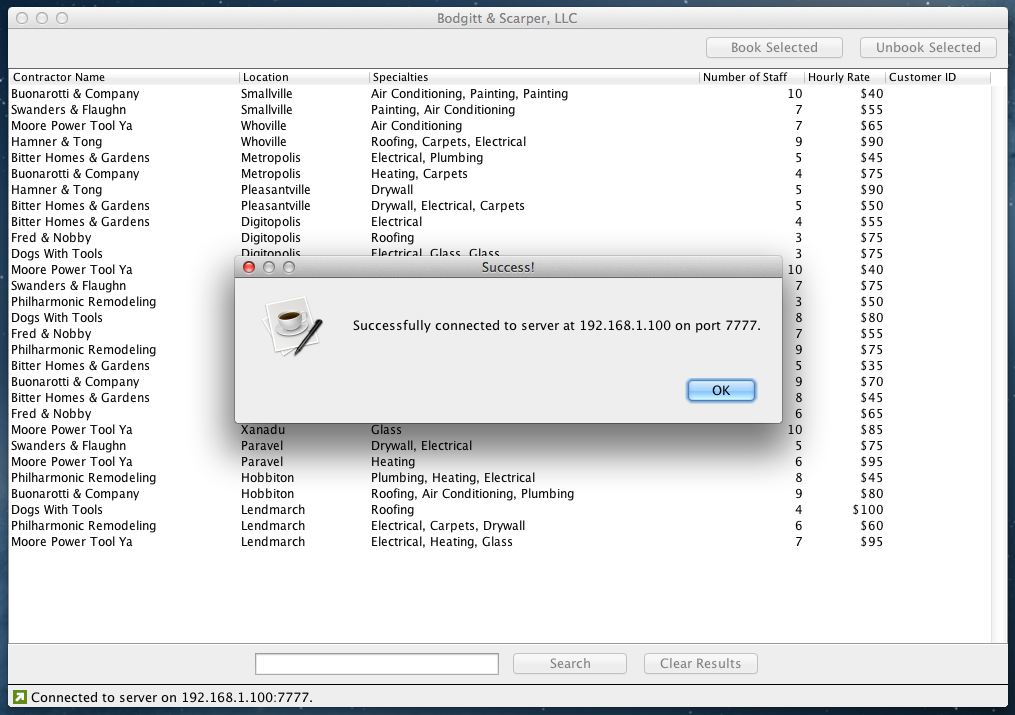 Bodgitt & Scarper, LLC
Book Selected Unbook Selected
Contractor Name Location Specialties Number of Staff Hourly Rate Customer ID
Buonarotti & Company Smallville Air Conditioning, Painting, Painting 10 $40
Swanders & Flaughn Smallville Painting, Air Conditioning 7 $55
Moore Power Tool Ya Whoville Air Conditioning 7 $65
Hamner & Tong Whoville Roofing, Carpets, Electrical 9 $90
Bitter Homes & Gardens Metropolis Electrical, Plumbing 5 $45
Buonarotti & Company Metropolis Heating, Carpets 4 $75
Hamner & Tong Pleasantville Drywall 5 $90
Bitter Homes & Gardens Pleasantville Drywall, Electrical, Carpets 5 $50
Bitter Homes & Gardens Digitopolis Electrical 4 $55
Fred & Nobby Digitopolis Roofing 3 $75
Dogs With Tools Digitopolis Electrical, Glass, Glass 3 $75
Moore Power Tool Ya 10 $40
Swanders & Flaughn 7 $75
Philharmonic Remodeling 3 $50
Dogs With Tools 8 $80
Fred & Nobby 7 $55
Philharmonic Remodeling 9 $75
Bitter Homes & Gardens 5 $35
Buonarotti & Company 9 $70
Bitter Homes & Gardens 8 $45
Fred & Nobby 6 $65
Moore Power Tool Ya Xanadu Glass 10 $85
Swanders & Flaughn Paravel Drywall, Electrical 5 $75
Moore Power Tool Ya Paravel Heating 6 $95
Philharmonic Remodeling Hobbiton Plumbing, Heating, Electrical 8 $45
Buonarotti & Company Hobbiton Roofing, Air Conditioning, Plumbing 9 $80
Dogs With Tools Lendmarch Roofing 4 $100
Philharmonic Remodeling Lendmarch Electrical, Carpets, Drywall 6 $60
Moore Power Tool Ya Lendmarch Electrical, Heating, Glass 7 $95
Success!
Successfully connected to server at 192.168.1.100 on port 7777.
OK
Search Clear Results
Connected to server on 192.168.1.100:7777.